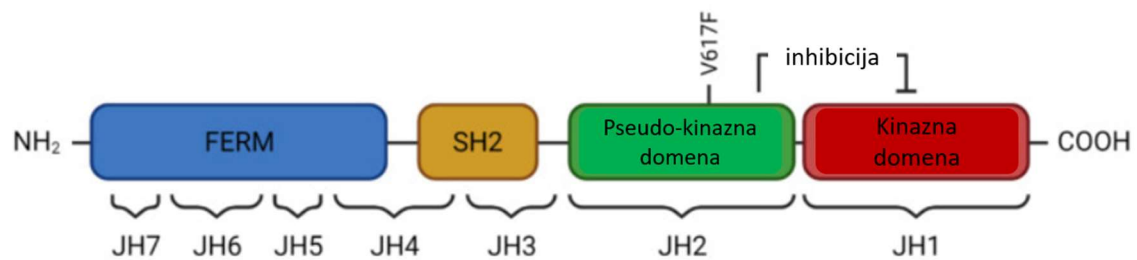 V617F
inhibicija
NH₂
FERM
SH2
Pseudo-kinazna
domena
Kinazna
domena
COOH
JH7
JH6
JH5
JH4
JH3
JH2
JH1